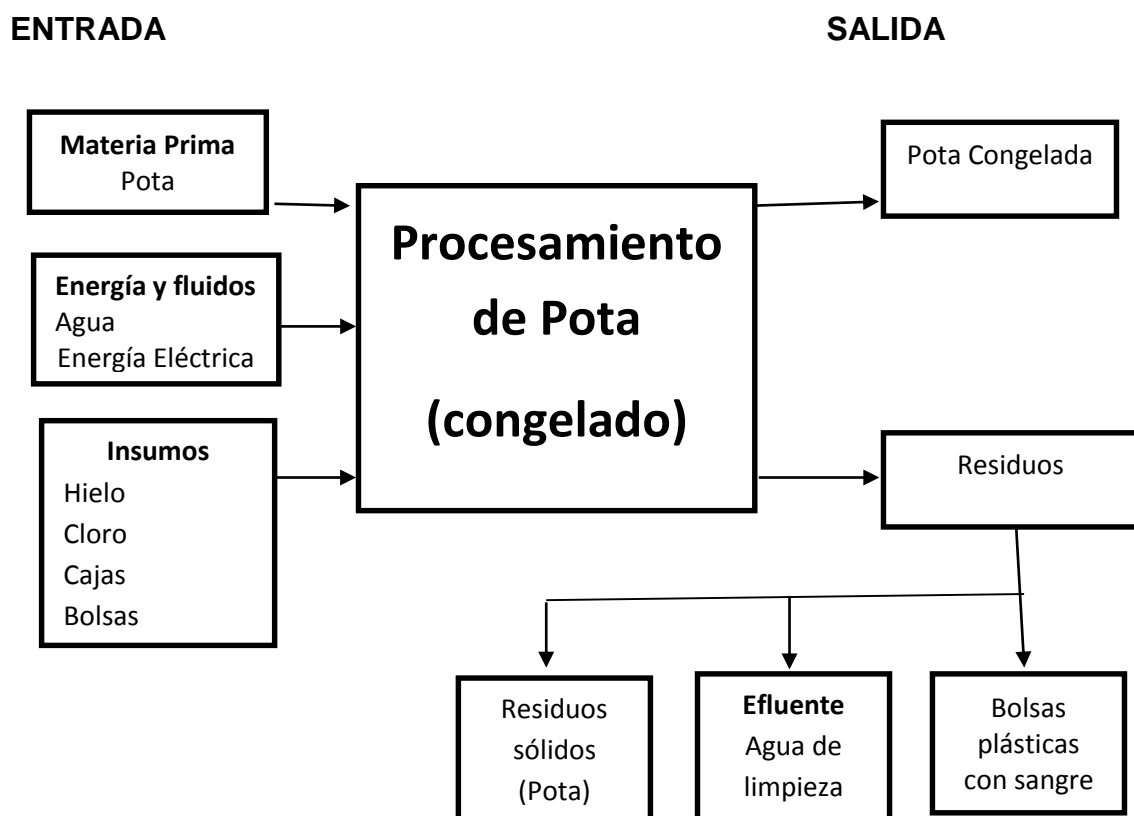 ENTRADA
SALIDA
Materia Prima
Pota
Energía y fluidos
Agua
Energía Eléctrica
Insumos
Hielo
Cloro
Cajas
Bolsas
Procesamiento
de Pota
(congelado)
Pota Congelada
Residuos
Residuos
sólidos
(Pota)
Efluente
Agua de
limpieza
Bolsas
plásticas
con sangre